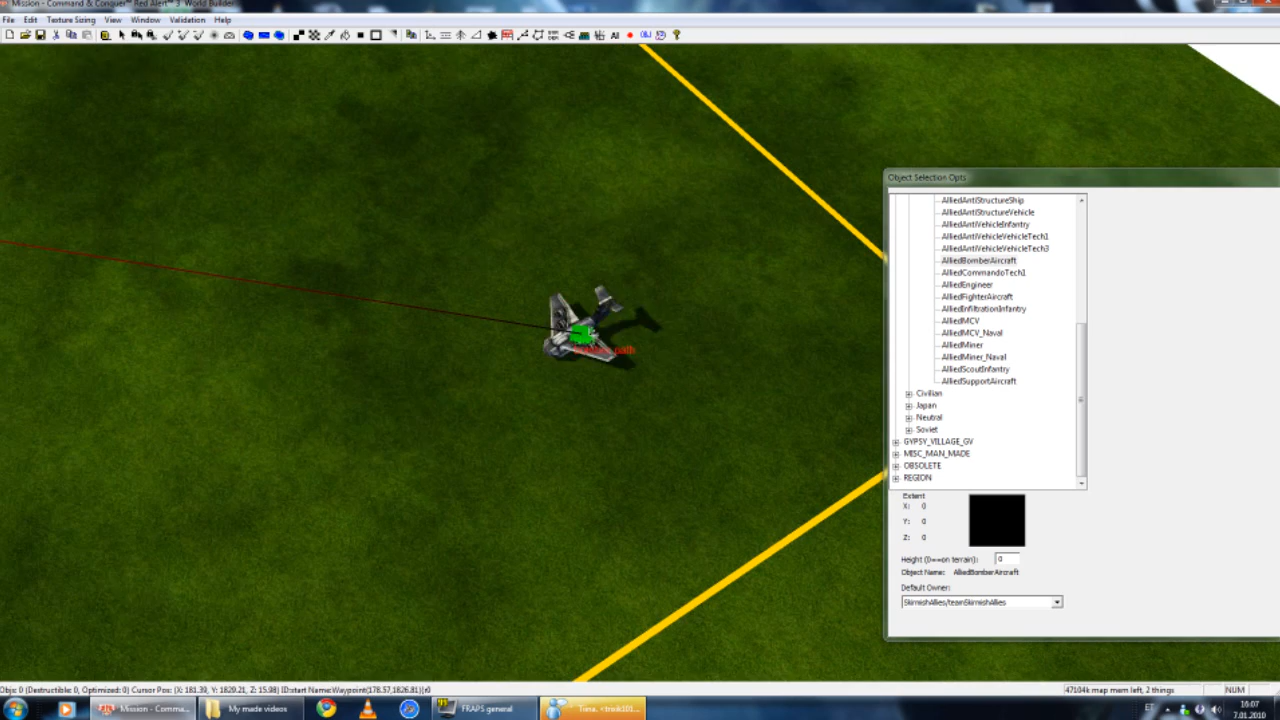 Mission - Command & Conquer™ Red Alert™ 3 World Builder
File Edit Texture Sizing View Window Validation Help
Object Selection Opts
AlliedAntiStructureShip
AlliedAntiStructureVehicle
AlliedAntiVehicleInfantry
AlliedAntiVehicleVehicleTech1
AlliedAntiVehicleVehicleTech3
AlliedBomberAircraft
AlliedCommandoTech1
AlliedEngineer
AlliedFighterAircraft
AlliedInfiltrationInfantry
AlliedMCV
AlliedMCV_Naval
AlliedMiner
AlliedMiner_Naval
AlliedScoutInfantry
AlliedSupportAircraft
Civilian
Japan
Neutral
Soviet
GYPSY_VILLAGE_GV
MISC_MAN_MADE
OBSOLETE
REGION
path
Extent
X: 0
Y: 0
Z: 0
Height (0==on terrain): 0
Object Name: AlliedBomberAircraft
Default Owner:
SkirmishAllies/teamSkirmishAllies
Objs: 0 (Destructible: 0, Optimized: 0) Cursor Pos: (X: 181.39, Y: 1829.21, Z: 15.98) ID:start Name:Waypoint(178.57,1826.81)
47104k map mem left, 2 things
NUM
Mission - Comma...
My made videos
FRAPS general
Tiina.
ET
16:07
7.01.2010